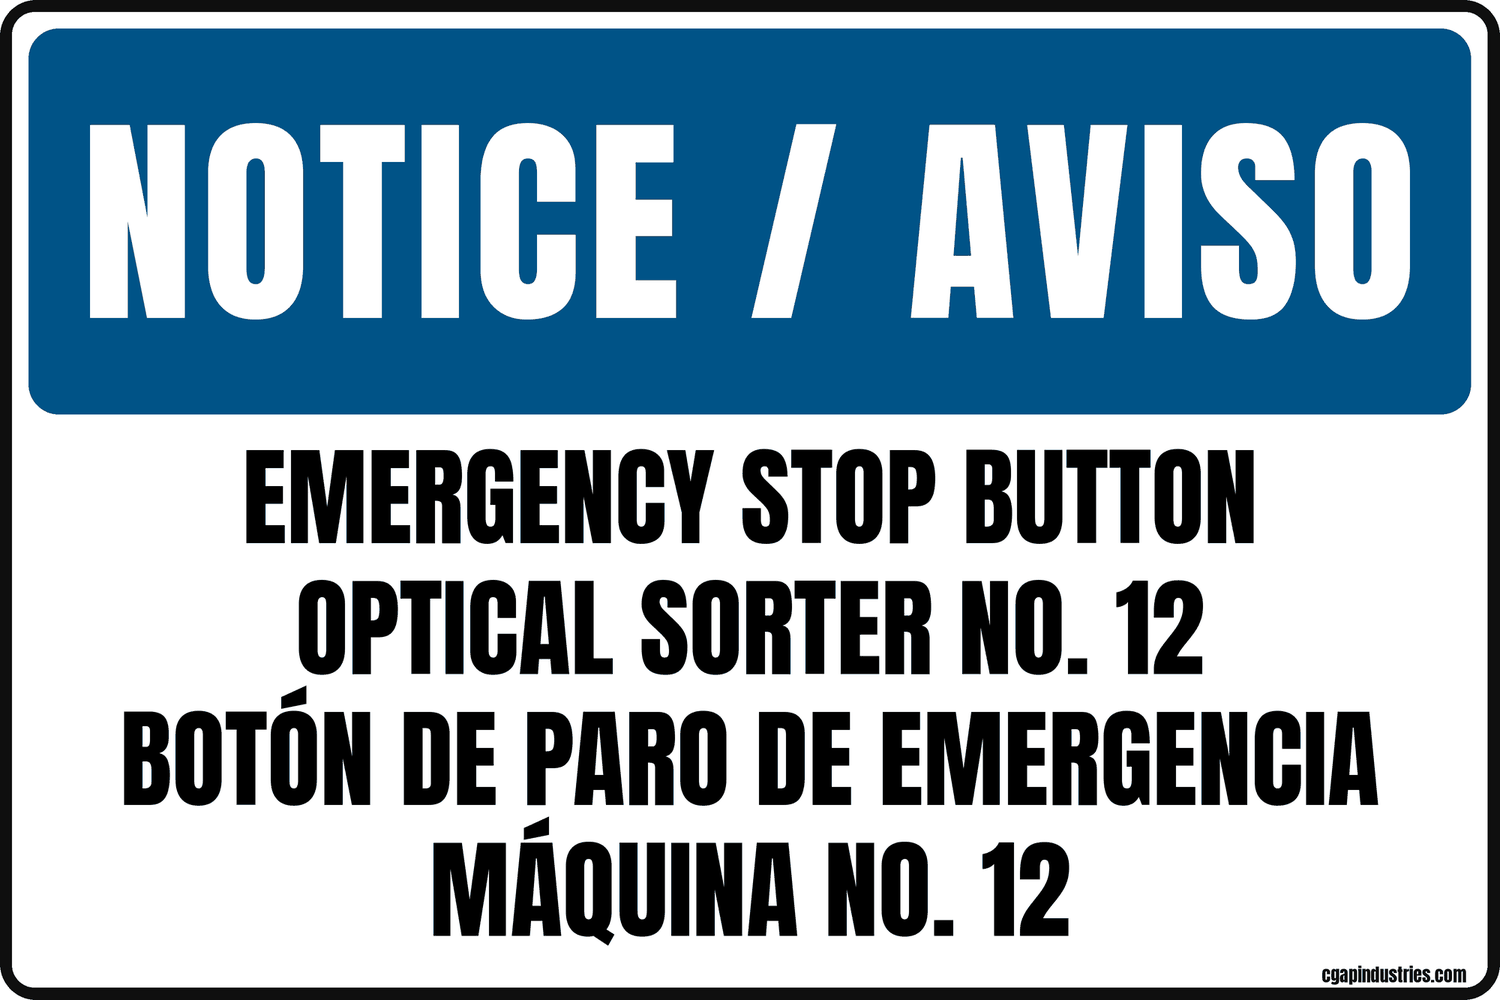 NOTICE / AVISO
EMERGENCY STOP BUTTON
OPTICAL SORTER NO. 12
BOTÓN DE PARO DE EMERGENCIA
MÁQUINA NO. 12
cgapindustries.com